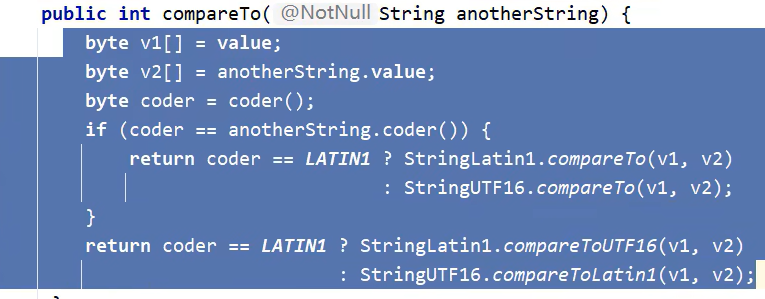 public int compareTo( @NotNull String anotherString) {
byte v1[] = value;
byte v2[] = anotherString.value;
byte coder = coder();
if (coder == anotherString.coder()) {
return coder == LATIN1 ? StringLatin1.compareTo(v1, v2)
: StringUTF16.compareTo(v1, v2);
}
return coder == LATIN1 ? StringLatin1.compareToUTF16(v1, v2)
: StringUTF16.compareToLatin1(v1, v2);
}